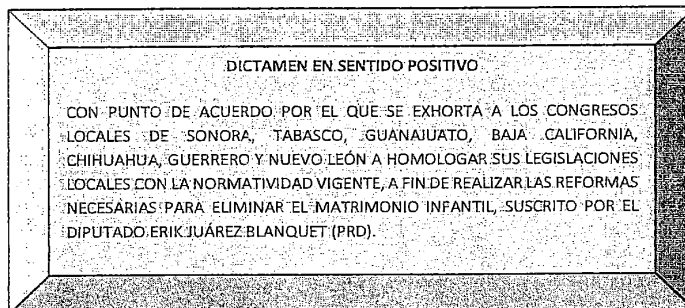 DICTAMEN EN SENTIDO POSITIVO
CON PUNTO DE ACUERDO POR EL QUE SE EXHORTA A LOS CONGRESOS
LOCALES DE SONORA, TABASCO, GUANAJUATO, BAJA CALIFORNIA,
CHIHUAHUA, GUERRERO Y NUEVO LEÓN A HOMOLOGAR SUS LEGISLACIONES
LOCALES CON LA NORMATIVIDAD VIGENTE, A FIN DE REALIZAR LAS REFORMAS
NECESARIAS PARA ELIMINAR EL MATRIMONIO INFANTIL, SUSCRITO POR EL
DIPUTADO ERIK JUÁREZ BLANQUET (PRD).